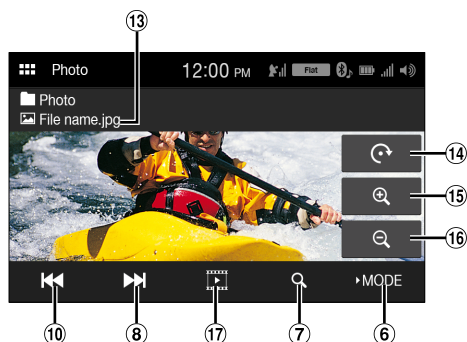 ⑬
Photo 12:00 PM Flat
Photo
File name.jpg
⑭
⑮
⑯
▸MODE
⑩ ⑧ ⑰ ⑦ ⑥